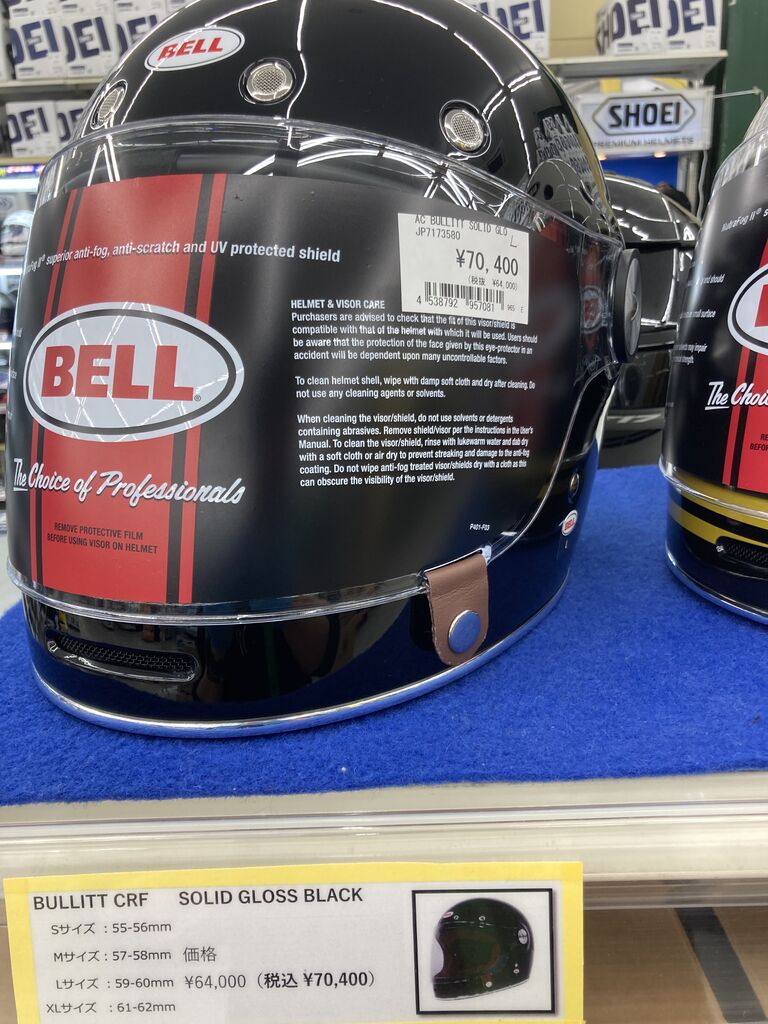 SHOEI
PREMIUM HELMETS
BELL
superior anti-fog, anti-scratch and UV protected shield
AC BULLITT SOLID GLO L
JP7173580
¥70,400
(税抜 ¥64,000)
4 538792 957081
BELL
The Choice of Professionals
REMOVE PROTECTIVE FILM
BEFORE USING VISOR ON HELMET
HELMET & VISOR CARE
Purchasers are advised to check that the fit of this visor/shield is
compatible with that of the helmet with which it will be used. Users should
be aware that the protection of the face given by this eye-protector in an
accident will be dependent upon many uncontrollable factors.
To clean helmet shell, wipe with damp soft cloth and dry after cleaning. Do
not use any cleaning agents or solvents.
When cleaning the visor/shield, do not use solvents or detergents
containing abrasives. Remove shield/visor per the instructions in the User's
Manual. To clean the visor/shield, rinse with lukewarm water and dab dry
with a soft cloth or air dry to prevent streaking and damage to the anti-fog
coating. Do not wipe anti-fog treated visor/shields dry with a cloth as this
can obscure the visibility of the visor/shield.
P401-F03
BELL
The Choi
BULLITT CRF SOLID GLOSS BLACK
Sサイズ :55-56mm
Mサイズ :57-58mm 価格
Lサイズ :59-60mm ¥64,000(税込 ¥70,400)
XLサイズ :61-62mm